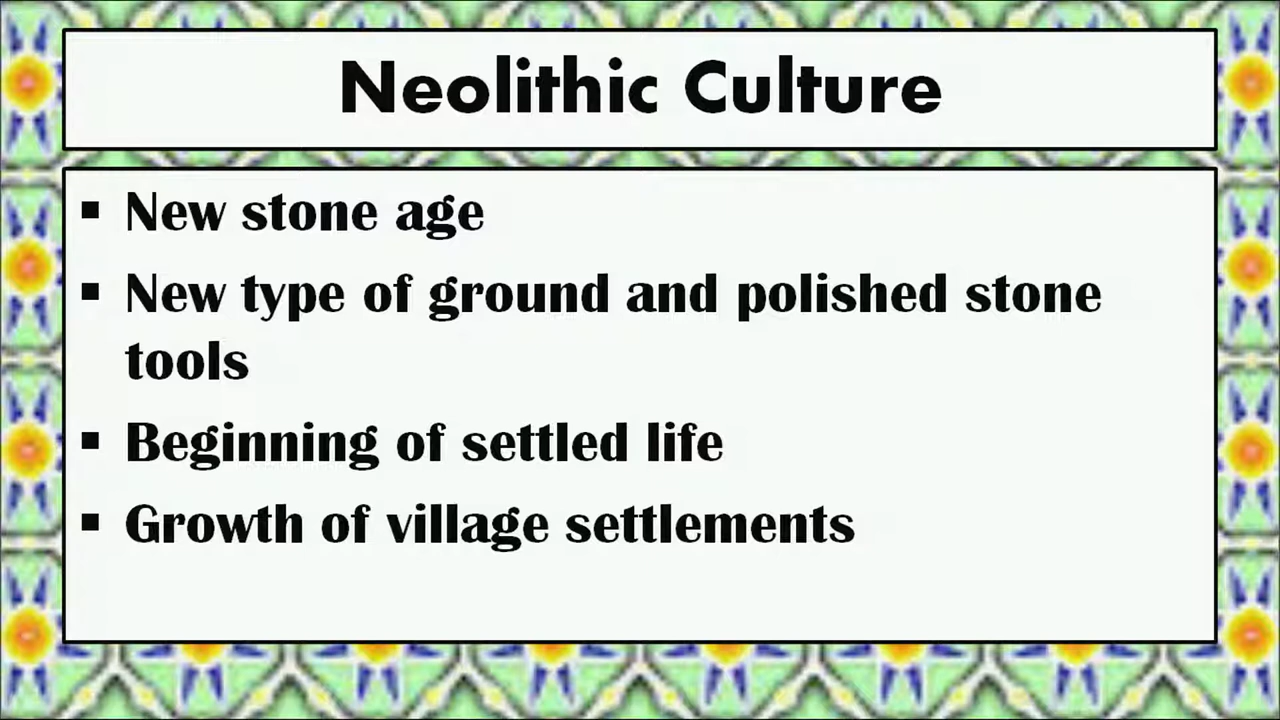 Neolithic Culture
▪ New stone age
▪ New type of ground and polished stone
tools
▪ Beginning of settled life
▪ Growth of village settlements